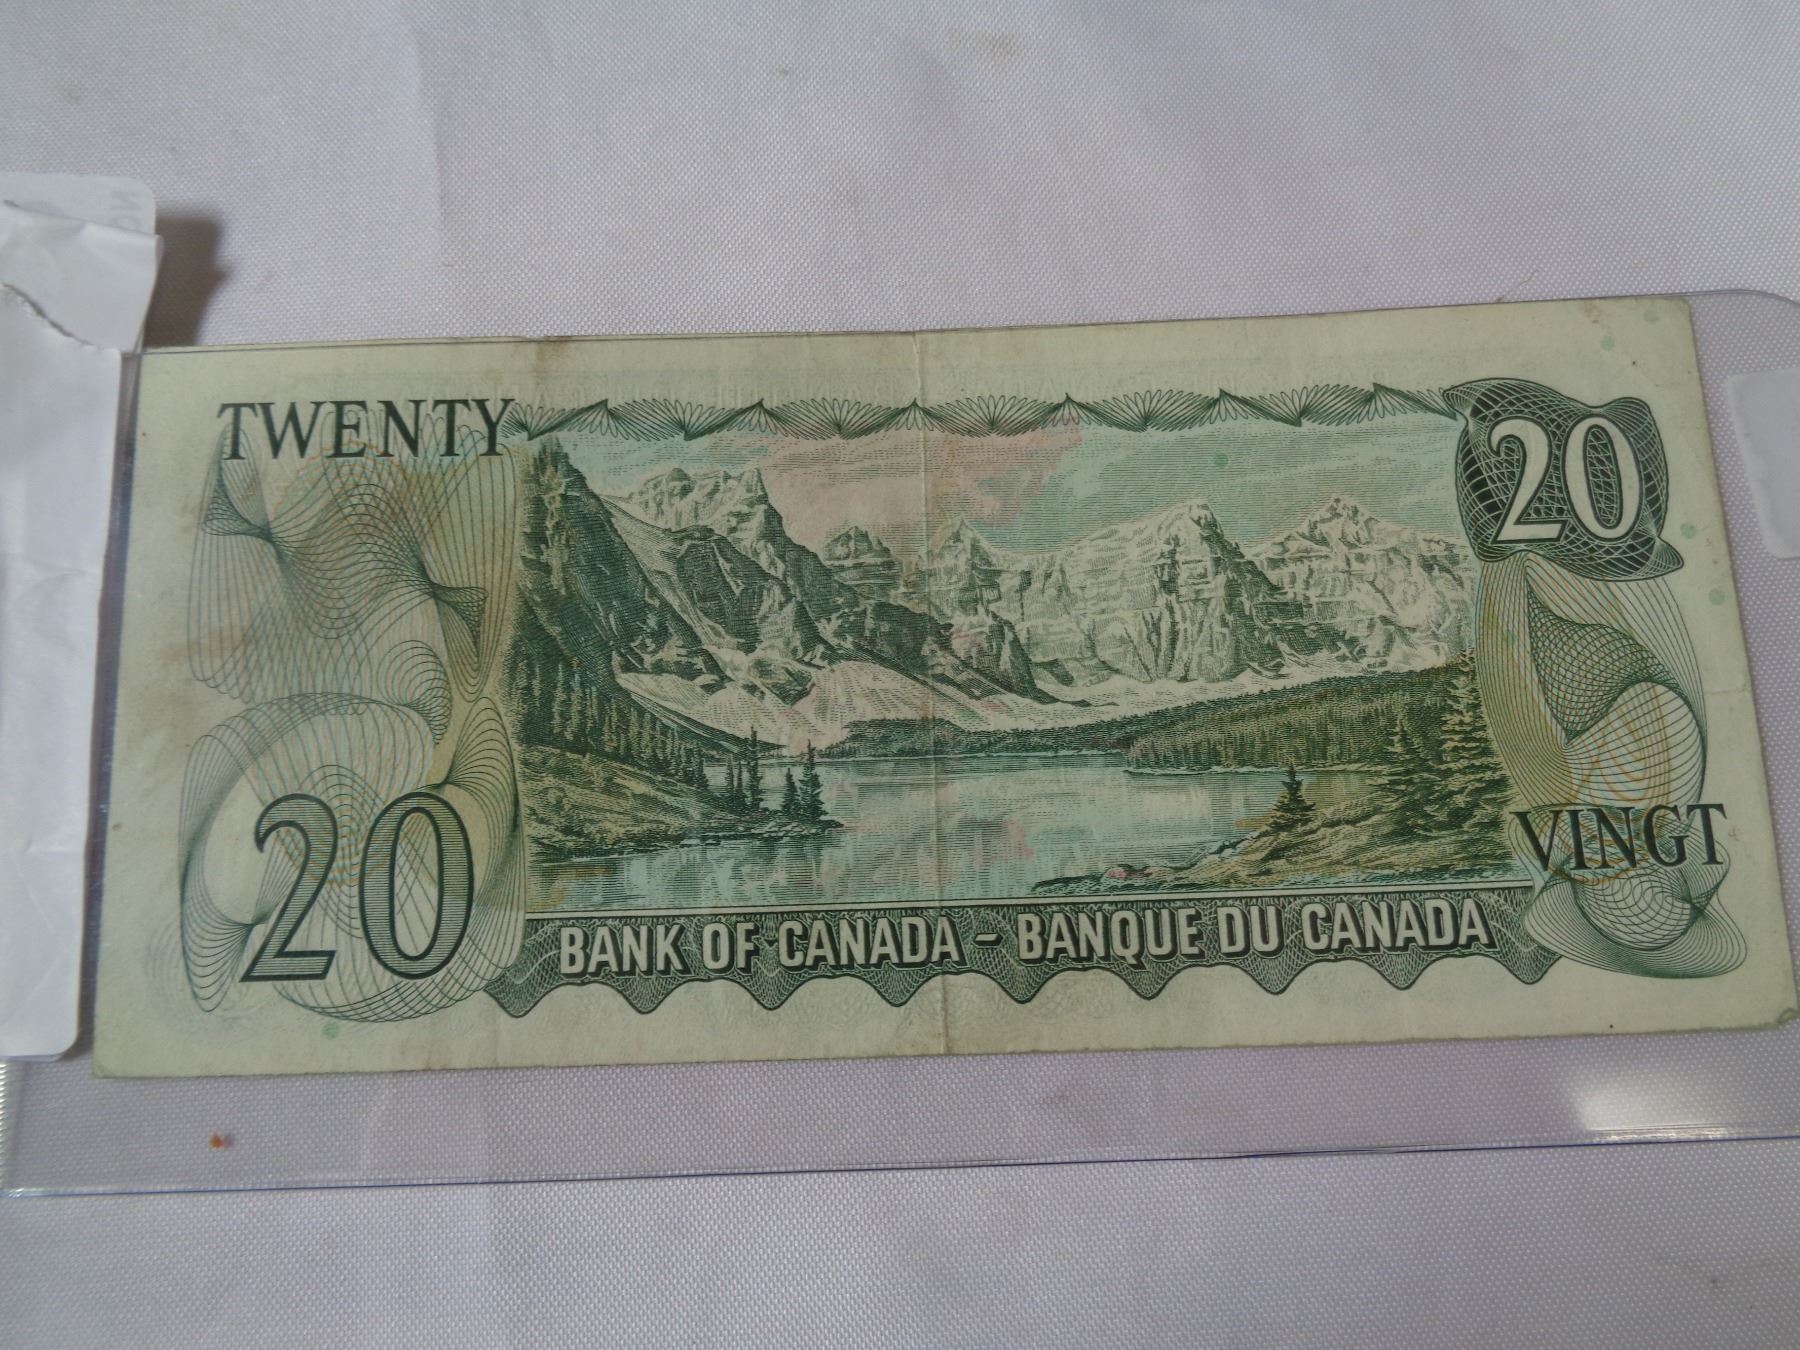 TWENTY
20
VINGT
20
BANK OF CANADA - BANQUE DU CANADA